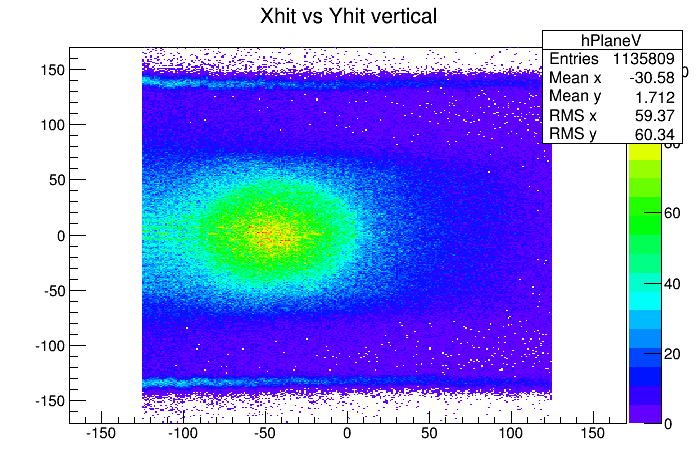 Xhit vs Yhit vertical
hPlaneV
Entries 1135809
Mean x -30.58
Mean y 1.712
RMS x 59.37
RMS y 60.34
150
100
50
0
-50
-100
-150
-150 -100 -50 0 50 100 150
60
40
20
0